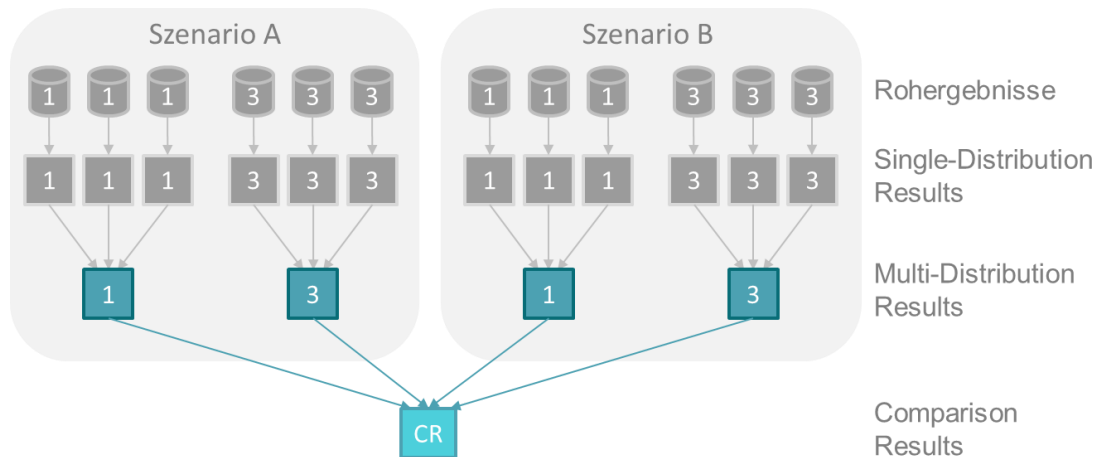 Szenario A
Szenario B
1 1 1 3 3 3 1 1 1 3 3 3
Rohergebnisse
1 1 1 3 3 3 1 1 1 3 3 3
Single-Distribution
Results
1 3 1 3
Multi-Distribution
Results
CR
Comparison
Results